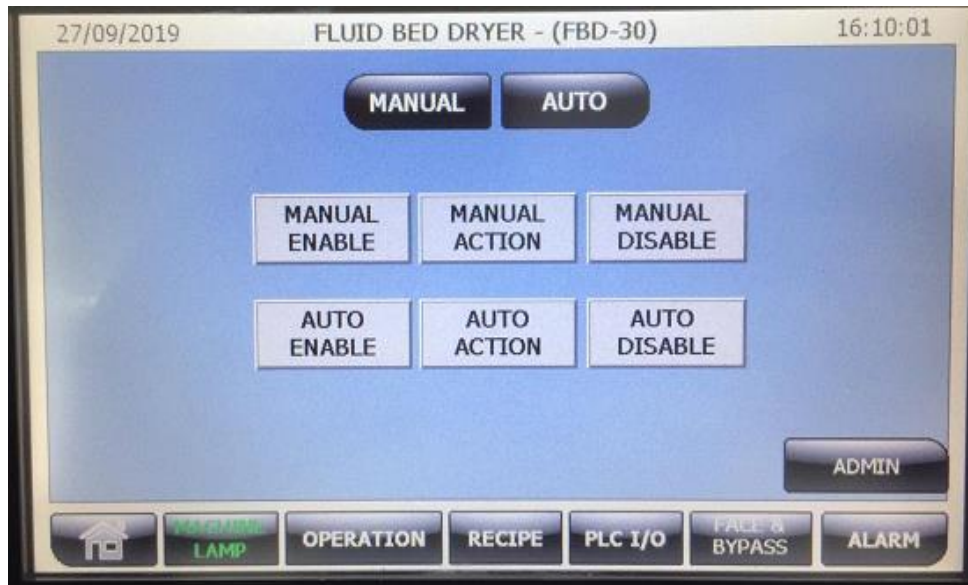 27/09/2019 FLUID BED DRYER - (FBD-30) 16:10:01
MANUAL AUTO
MANUAL ENABLE MANUAL ACTION MANUAL DISABLE
AUTO ENABLE AUTO ACTION AUTO DISABLE
ADMIN
LAMP OPERATION RECIPE PLC I/O FACE & BYPASS ALARM